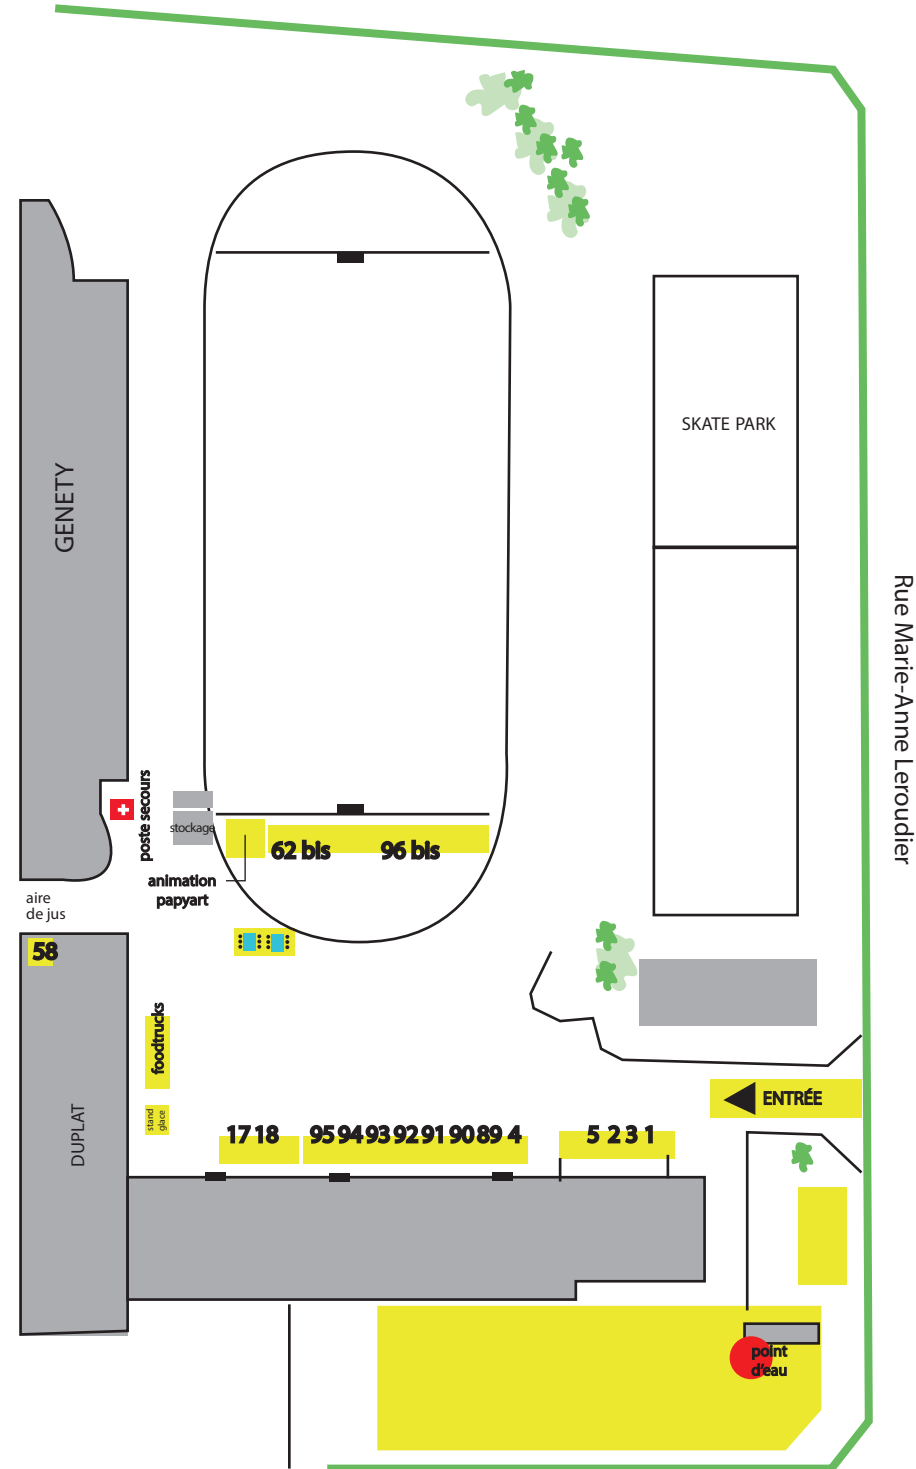 SKATE PARK
GENETY
Rue Marie-Anne Leroudier
poste secours
stockage
62 bis 96 bis
animation
papyart
aire
de jus
58
foodtrucks
ENTRÉE
stand
glace
17 18 95 94 93 92 91 90 89 4 5 2 3 1
DUPLAT
point
d'eau